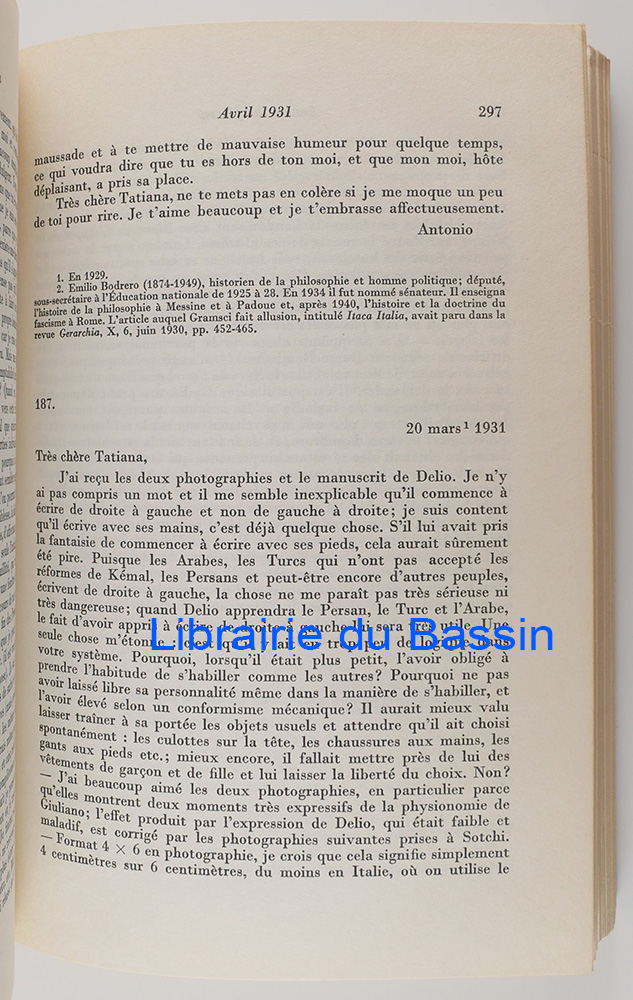 Avril 1931 297
maussade et à te mettre de mauvaise humeur pour quelque temps,
ce qui voudra dire que tu es hors de ton moi, et que mon moi, hôte
déplaisant, a pris sa place.
Très chère Tatiana, ne te mets pas en colère si je me moque un peu
de toi pour rire. Je t'aime beaucoup et je t'embrasse affectueusement.
Antonio
1. En 1929.
2. Emilio Bodrero (1874-1949), historien de la philosophie et homme politique; député,
sous-secrétaire à l'Éducation nationale de 1925 à 28. En 1934 il fut nommé sénateur. Il enseigna
l'histoire de la philosophie à Messine et à Padoue et, après 1940, l'histoire et la doctrine du
fascisme à Rome. L'article auquel Gramsci fait allusion, intitulé Itaca Italia, avait paru dans la
revue Gerarchia, X, 6, juin 1930, pp. 452-465.
187.
20 mars¹ 1931
Très chère Tatiana,
J'ai reçu les deux photographies et le manuscrit de Delio. Je n'y
ai pas compris un mot et il me semble inexplicable qu'il commence à
écrire de droite à gauche et non de gauche à droite; je suis content
qu'il écrive avec ses mains, c'est déjà quelque chose. S'il lui avait pris
la fantaisie de commencer à écrire avec ses pieds, cela aurait sûrement
été pire. Puisque les Arabes, les Turcs qui n'ont pas accepté les
réformes de Kémal, les Persans et peut-être encore d'autres peuples,
écrivent de droite à gauche, la chose ne me paraît pas très sérieuse ni
très dangereuse; quand Delio apprendra le Persan, le Turc et l'Arabe,
le fait d'avoir appris à écrire de droite à gauche lui sera très utile. Une
seule chose m'étonne : c'est qu'il y ait eu trop peu de logique dans
Librairie du Bassin
votre système. Pourquoi, lorsqu'il était plus petit, l'avoir obligé à
prendre l'habitude de s'habiller comme les autres? Pourquoi ne pas
avoir laissé libre sa personnalité même dans la manière de s'habiller, et
l'avoir élevé selon un conformisme mécanique? Il aurait mieux valu
laisser traîner à sa portée les objets usuels et attendre qu'il ait choisi
spontanément : les culottes sur la tête, les chaussures aux mains, les
gants aux pieds etc.; mieux encore, il fallait mettre près de lui des
vêtements de garçon et de fille et lui laisser la liberté du choix. Non?
— J'ai beaucoup aimé les deux photographies, en particulier parce
qu'elles montrent deux moments très expressifs de la physionomie de
Giuliano; l'effet produit par l'expression de Delio, qui était faible et
maladif, est corrigé par les photographies suivantes prises à Sotchi.
— Format 4 × 6 en photographie, je crois que cela signifie simplement
4 centimètres sur 6 centimètres, du moins en Italie, où on utilise le